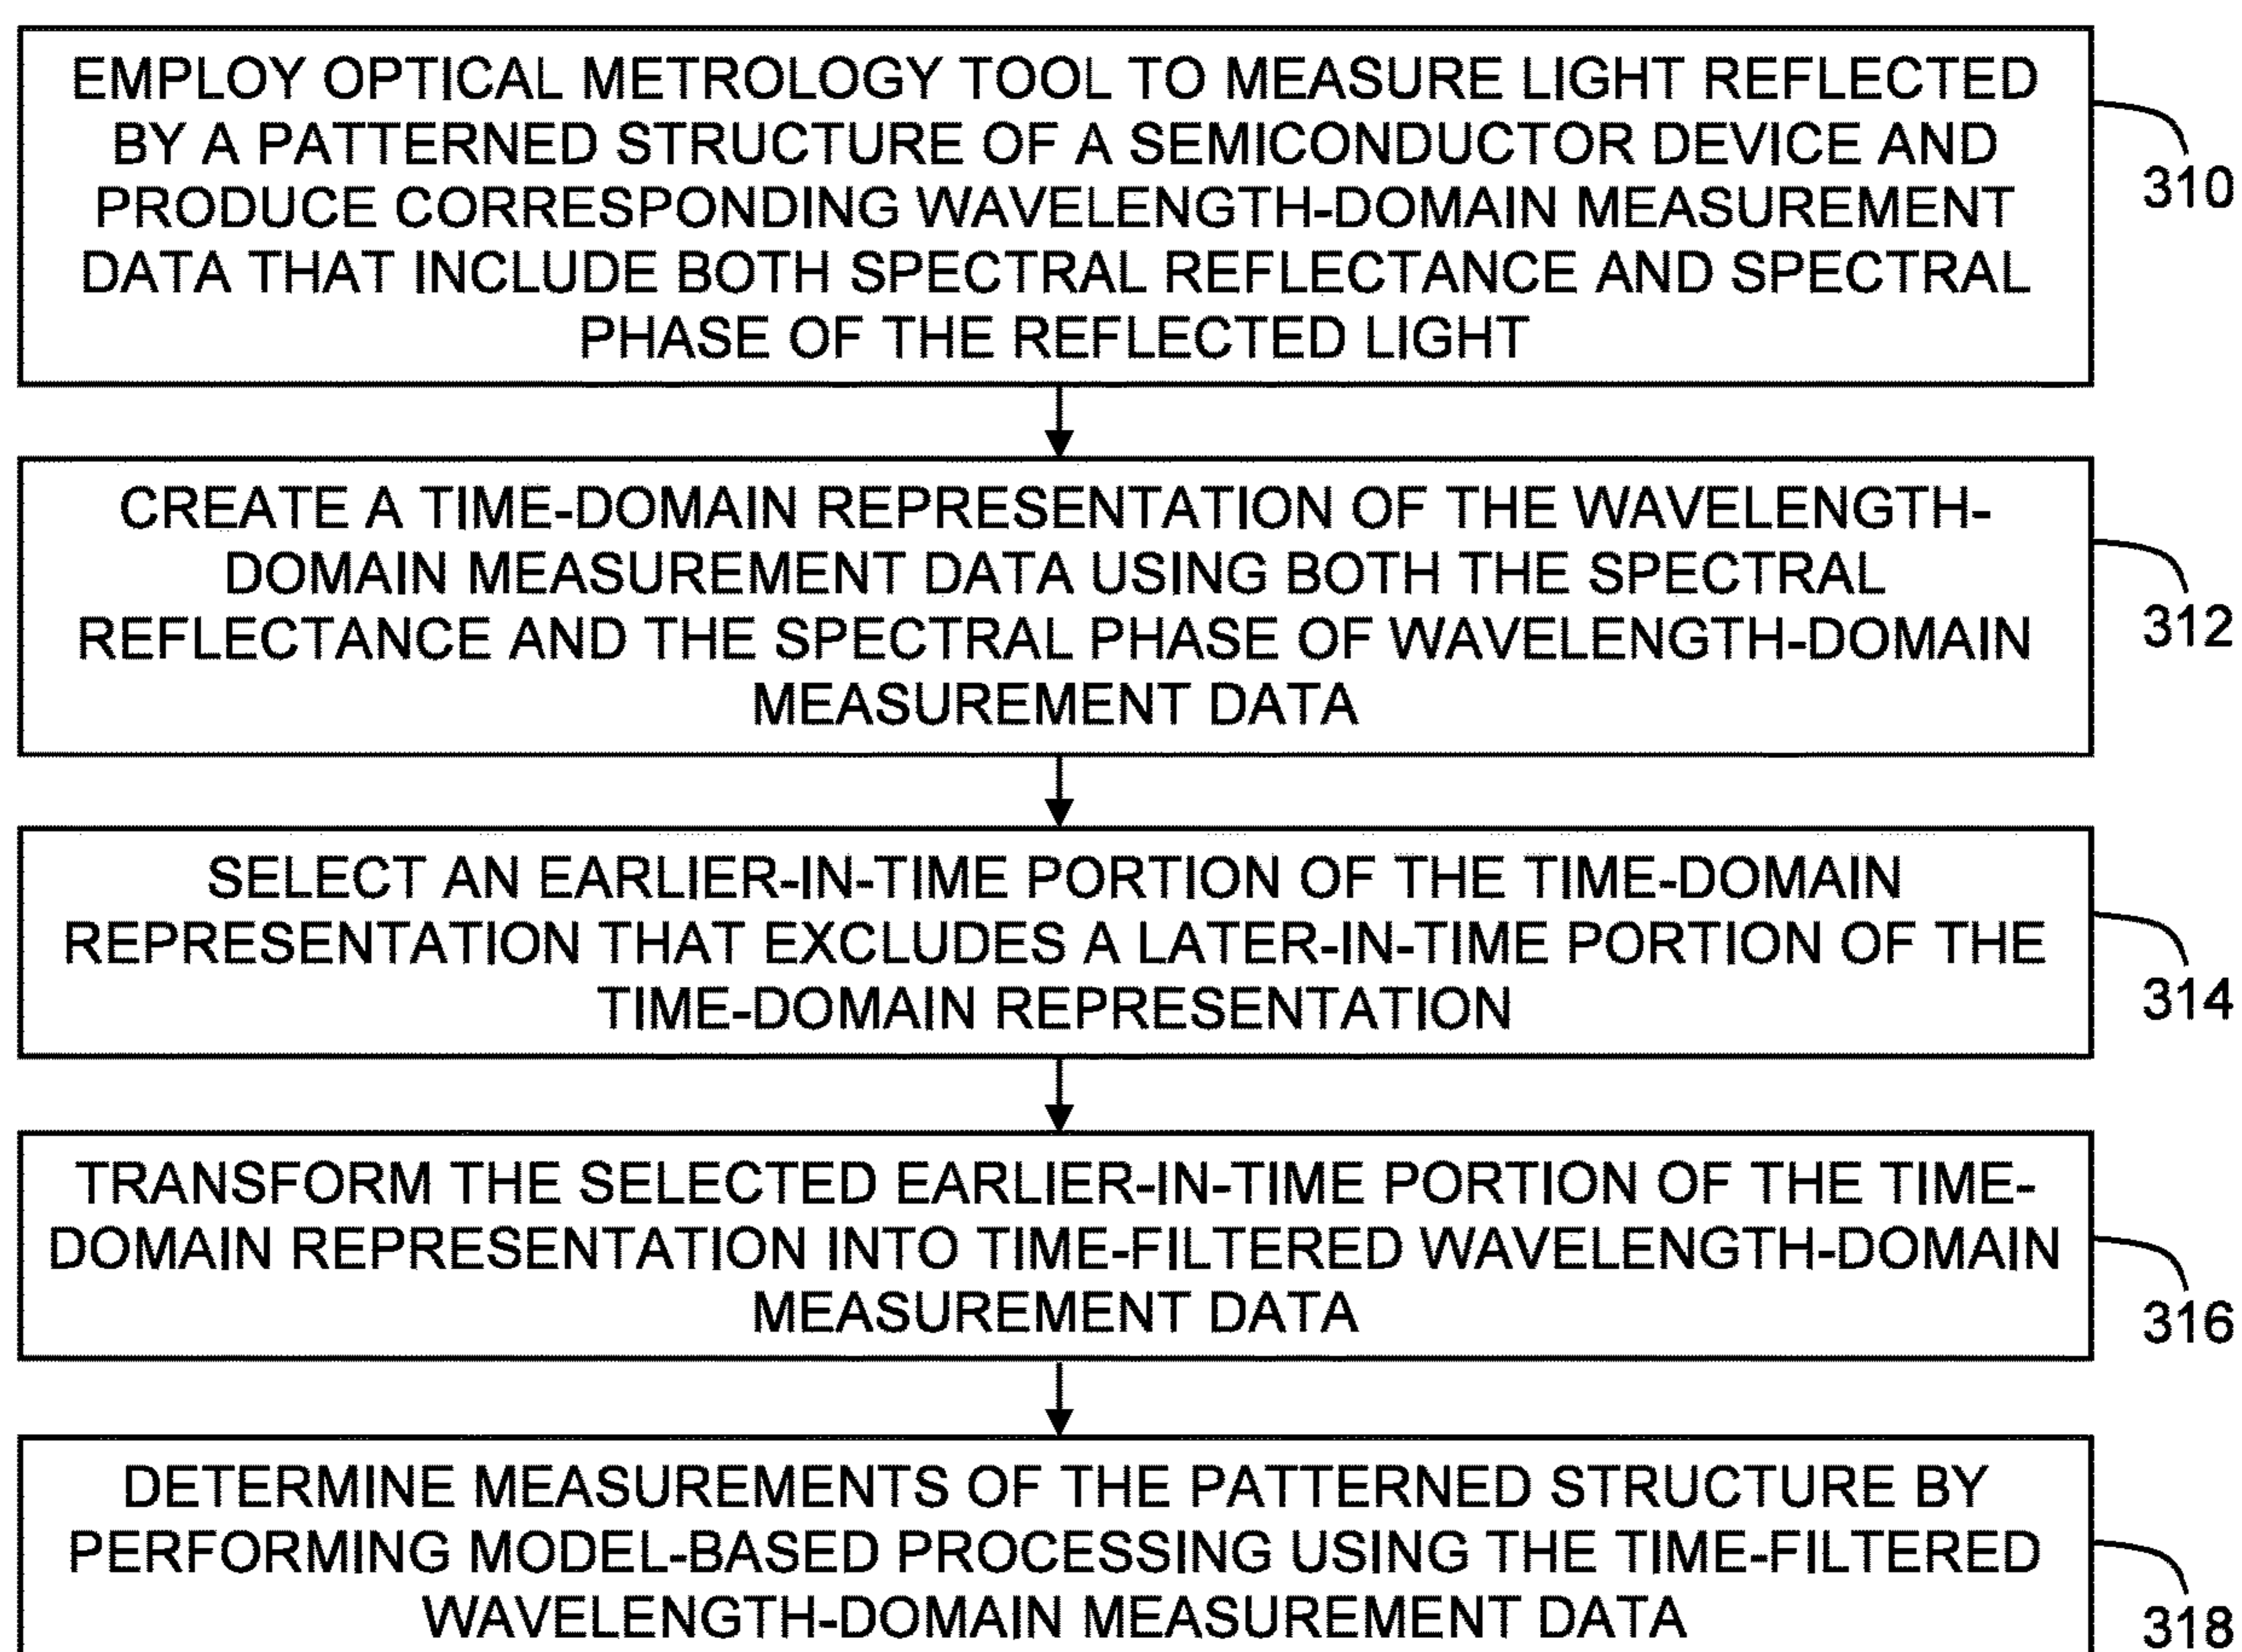 EMPLOY OPTICAL METROLOGY TOOL TO MEASURE LIGHT REFLECTED
BY A PATTERNED STRUCTURE OF A SEMICONDUCTOR DEVICE AND
PRODUCE CORRESPONDING WAVELENGTH-DOMAIN MEASUREMENT
DATA THAT INCLUDE BOTH SPECTRAL REFLECTANCE AND SPECTRAL
PHASE OF THE REFLECTED LIGHT
310
CREATE A TIME-DOMAIN REPRESENTATION OF THE WAVELENGTH-
DOMAIN MEASUREMENT DATA USING BOTH THE SPECTRAL
REFLECTANCE AND THE SPECTRAL PHASE OF WAVELENGTH-DOMAIN
MEASUREMENT DATA
312
SELECT AN EARLIER-IN-TIME PORTION OF THE TIME-DOMAIN
REPRESENTATION THAT EXCLUDES A LATER-IN-TIME PORTION OF THE
TIME-DOMAIN REPRESENTATION
314
TRANSFORM THE SELECTED EARLIER-IN-TIME PORTION OF THE TIME-
DOMAIN REPRESENTATION INTO TIME-FILTERED WAVELENGTH-DOMAIN
MEASUREMENT DATA
316
DETERMINE MEASUREMENTS OF THE PATTERNED STRUCTURE BY
PERFORMING MODEL-BASED PROCESSING USING THE TIME-FILTERED
WAVELENGTH-DOMAIN MEASUREMENT DATA
318